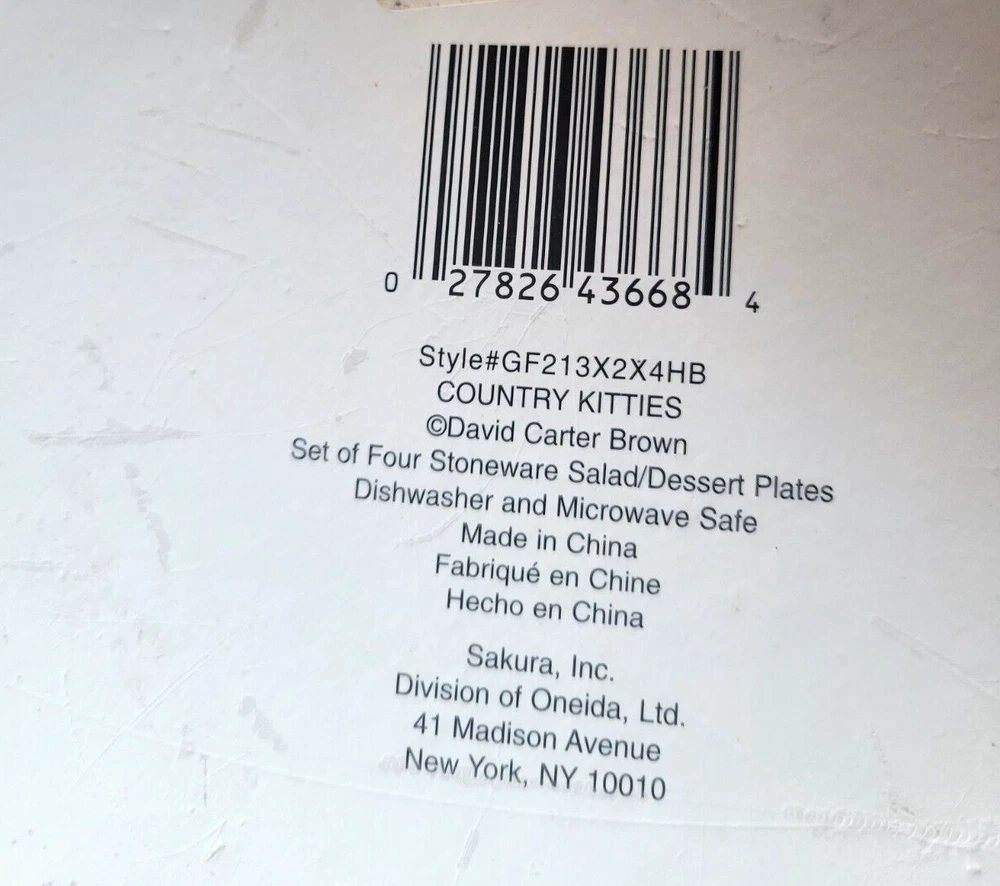 0 27826 43668 4
Style#GF213X2X4HB
COUNTRY KITTIES
©David Carter Brown
Set of Four Stoneware Salad/Dessert Plates
Dishwasher and Microwave Safe
Made in China
Fabriqué en Chine
Hecho en China
Sakura, Inc.
Division of Oneida, Ltd.
41 Madison Avenue
New York, NY 10010